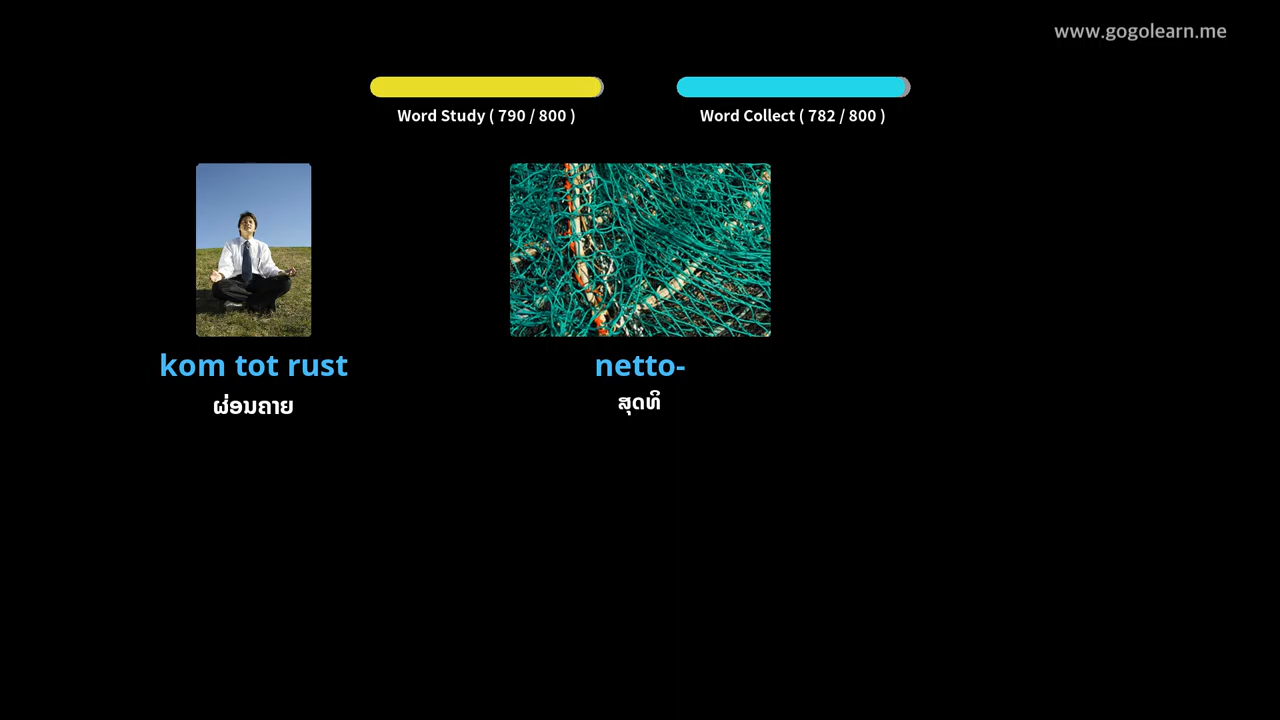 www.gogolearn.me
Word Study ( 790 / 800 )
Word Collect ( 782 / 800 )
kom tot rust
ຜ່ອນຄາຍ
netto-
ສຸດທິ